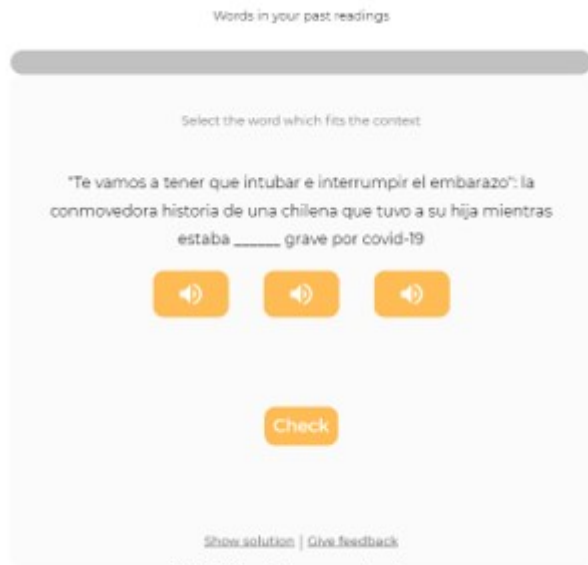 Words in your past readings
Select the word which fits the context
"Te vamos a tener que intubar e interrumpir el embarazo": la
conmovedora historia de una chilena que tuvo a su hija mientras
estaba ______ grave por covid-19
Check
Show solution | Give feedback